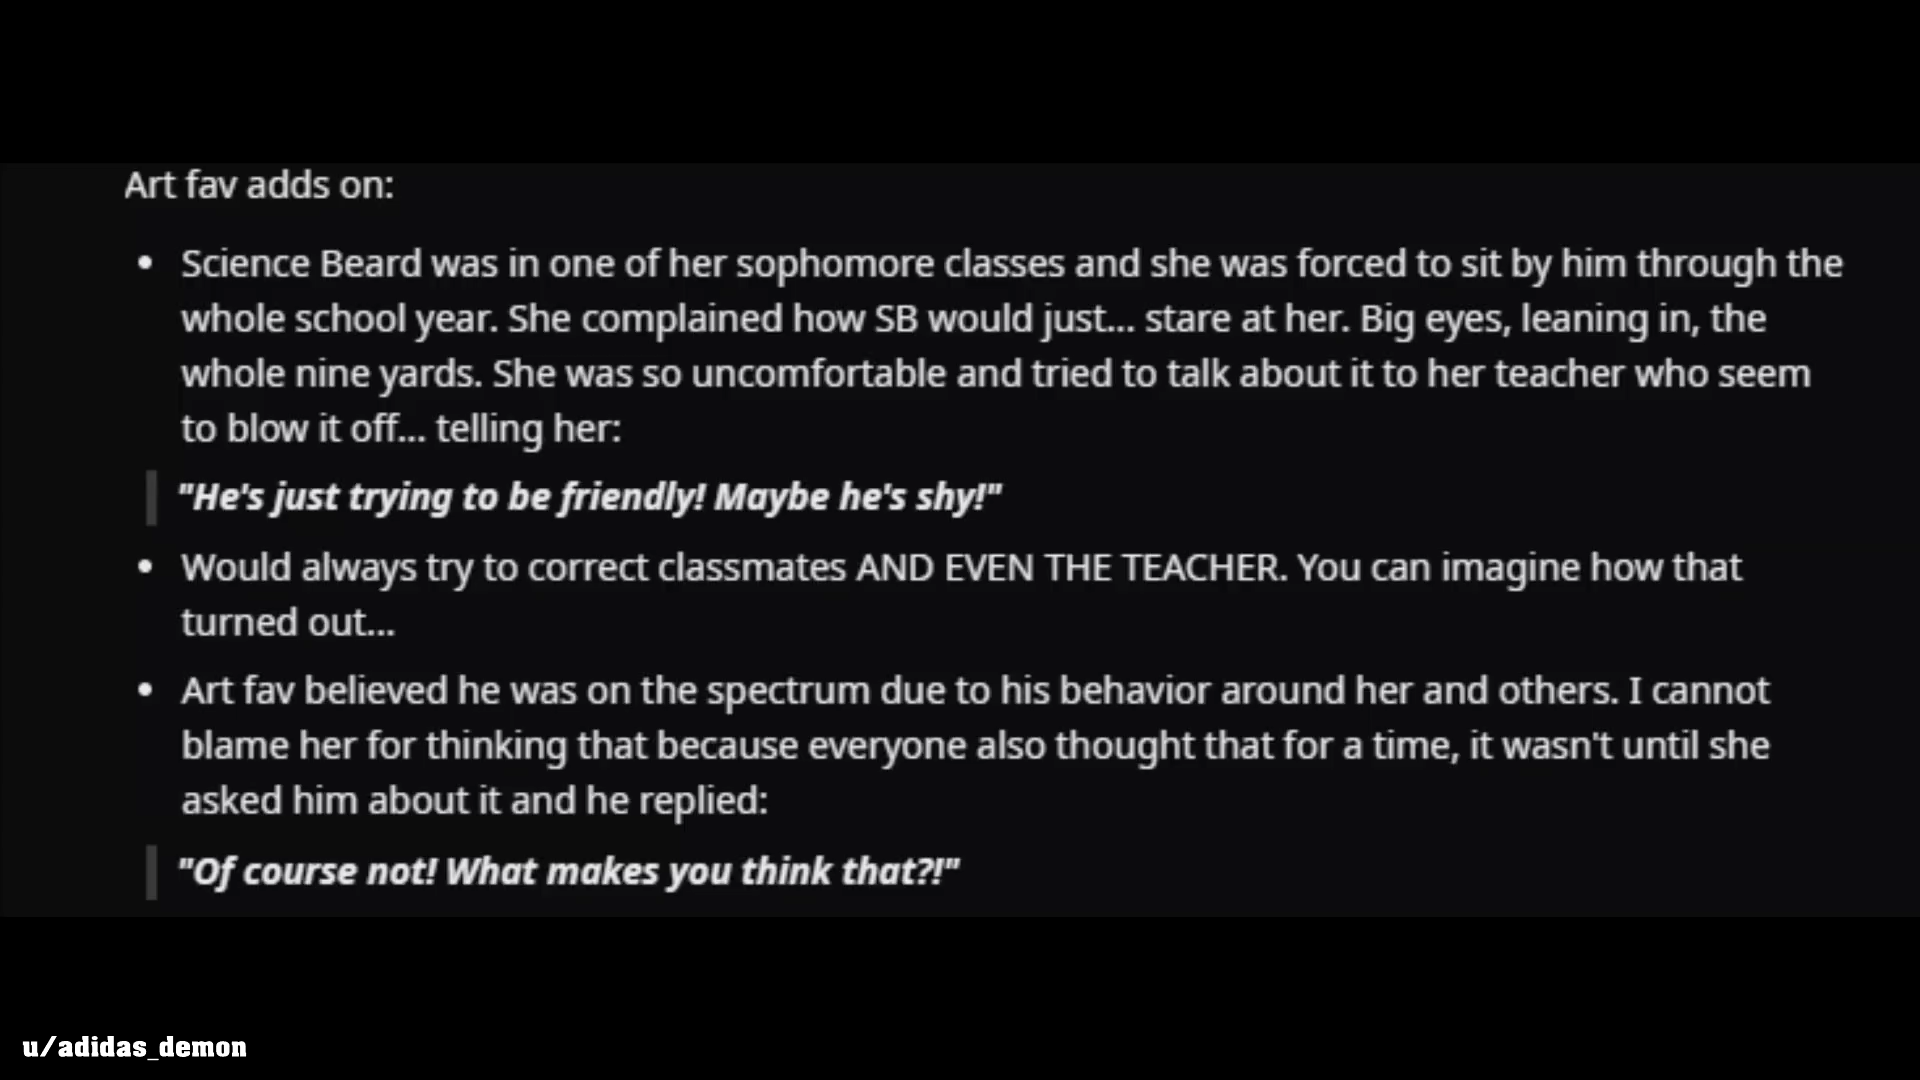 Art fav adds on:
• Science Beard was in one of her sophomore classes and she was forced to sit by him through the
whole school year. She complained how SB would just... stare at her. Big eyes, leaning in, the
whole nine yards. She was so uncomfortable and tried to talk about it to her teacher who seem
to blow it off... telling her:
"He's just trying to be friendly! Maybe he's shy!"
• Would always try to correct classmates AND EVEN THE TEACHER. You can imagine how that
turned out...
• Art fav believed he was on the spectrum due to his behavior around her and others. I cannot
blame her for thinking that because everyone also thought that for a time, it wasn't until she
asked him about it and he replied:
"Of course not! What makes you think that?!"
u/adidas_demon